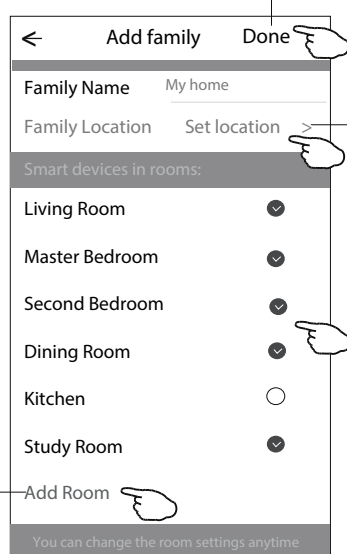 Add family Done
Family Name My home
Family Location Set location >
Smart devices in rooms:
Living Room
Master Bedroom
Second Bedroom
Dining Room
Kitchen
Study Room
Add Room
You can change the room settings anytime